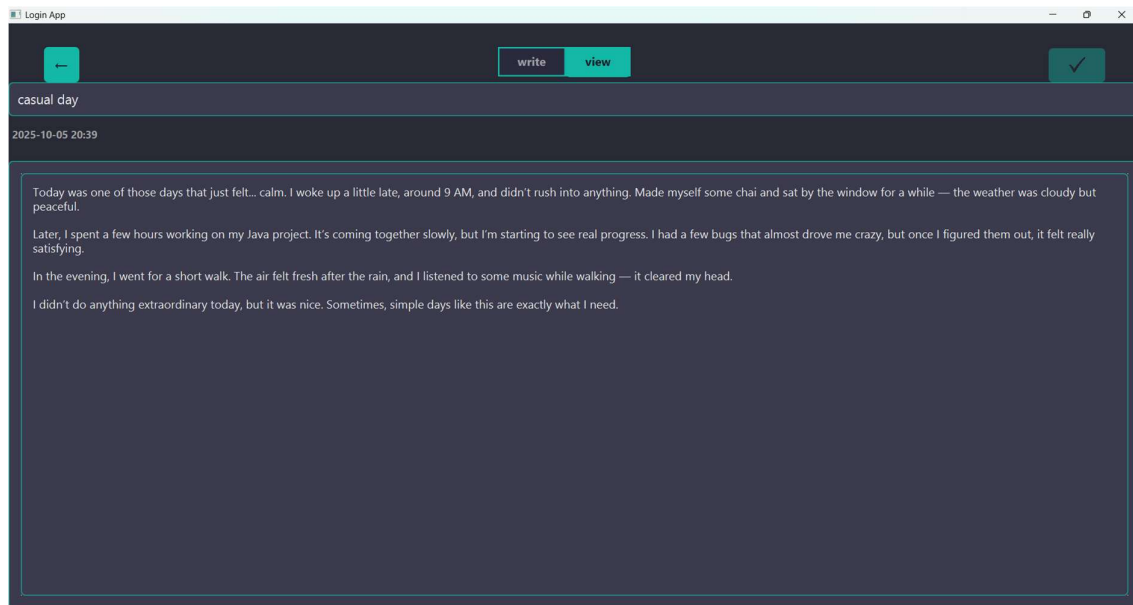 Login App
←
write view
✓
casual day
2025-10-05 20:39
Today was one of those days that just felt... calm. I woke up a little late, around 9 AM, and didn’t rush into anything. Made myself some chai and sat by the window for a while — the weather was cloudy but
peaceful.
Later, I spent a few hours working on my Java project. It’s coming together slowly, but I’m starting to see real progress. I had a few bugs that almost drove me crazy, but once I figured them out, it felt really
satisfying.
In the evening, I went for a short walk. The air felt fresh after the rain, and I listened to some music while walking — it cleared my head.
I didn’t do anything extraordinary today, but it was nice. Sometimes, simple days like this are exactly what I need.